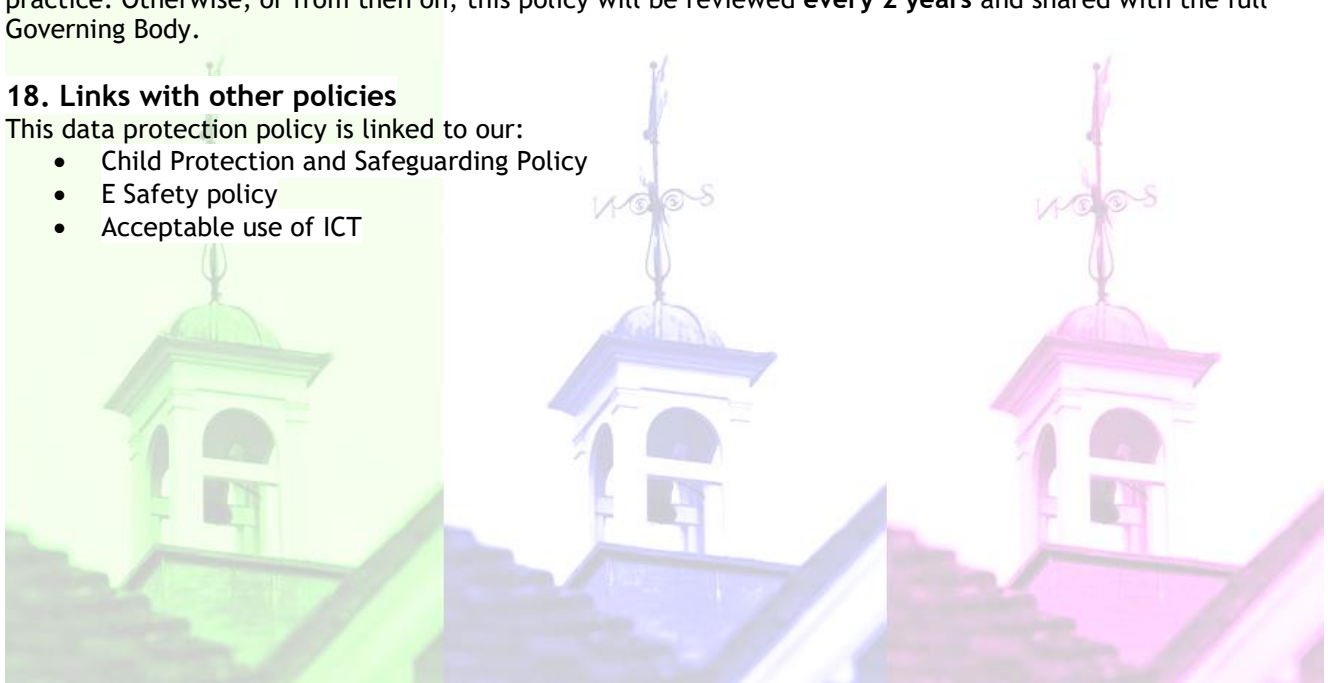 practice. Otherwise, or from then on, this policy will be reviewed every 2 years and shared with the full
Governing Body.
18. Links with other policies
This data protection policy is linked to our:
• Child Protection and Safeguarding Policy
• E Safety policy
• Acceptable use of ICT
N S
N S